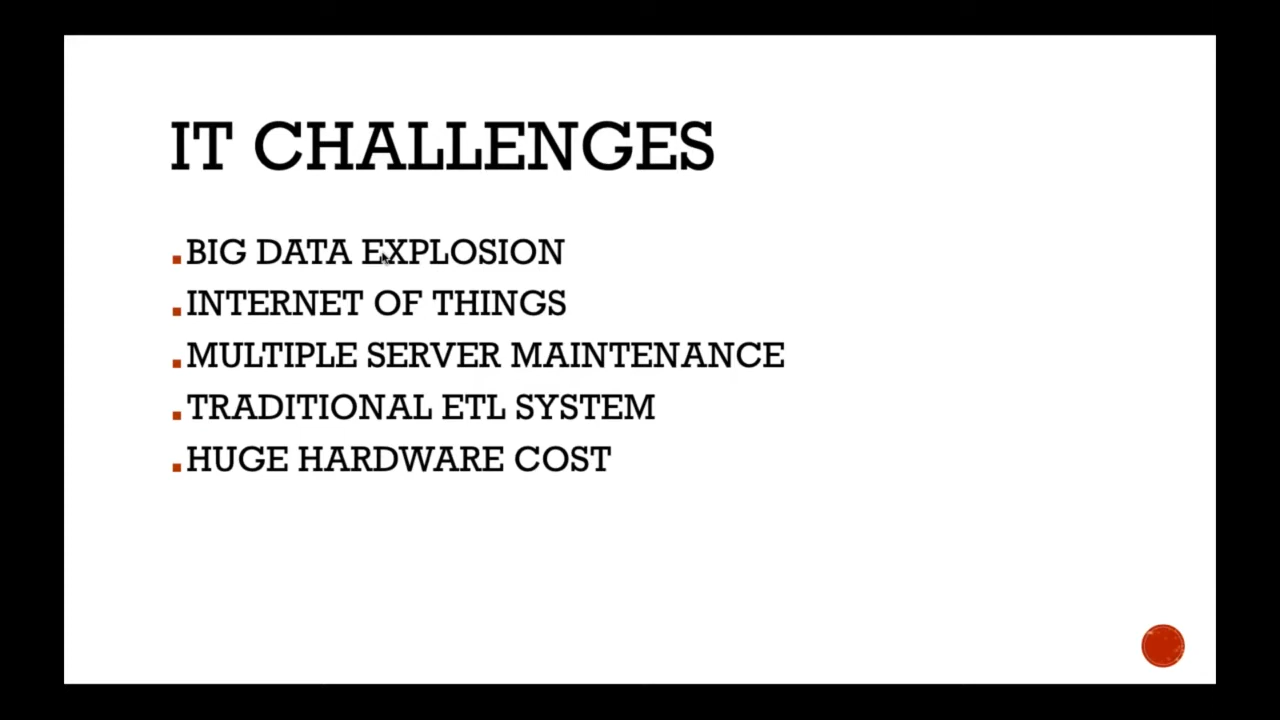 IT CHALLENGES
BIG DATA EXPLOSION
INTERNET OF THINGS
MULTIPLE SERVER MAINTENANCE
TRADITIONAL ETL SYSTEM
HUGE HARDWARE COST